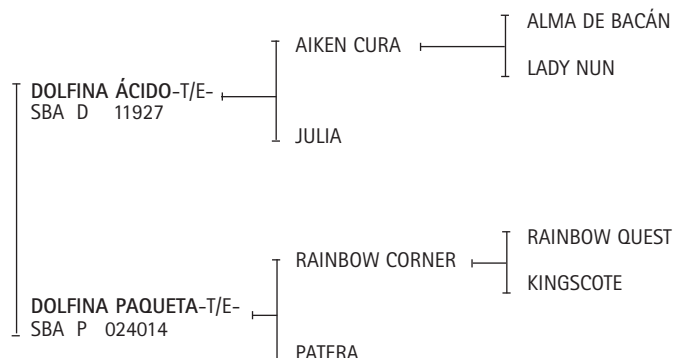 ALMA DE BACÁN
AIKEN CURA
LADY NUN
DOLFINA ÁCIDO-T/E-
SBA D 11927
JULIA
RAINBOW QUEST
RAINBOW CORNER
KINGSCOTE
DOLFINA PAQUETA-T/E-
SBA P 024014
PATERA